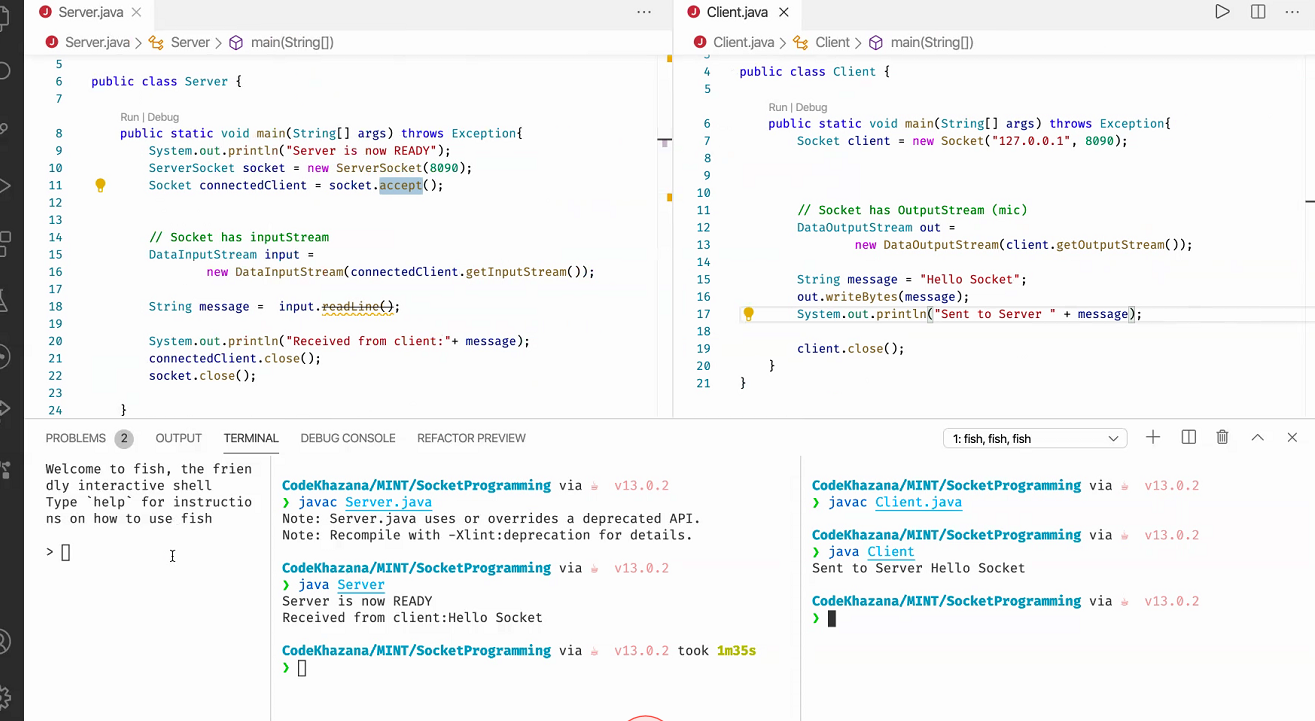 Server.java
Server.java > Server > main(String[])
5
6 public class Server {
7
Run | Debug
8 public static void main(String[] args) throws Exception{
9 System.out.println("Server is now READY");
10 ServerSocket socket = new ServerSocket(8090);
11 Socket connectedClient = socket.accept();
12
13
14 // Socket has inputStream
15 DataInputStream input =
16 new DataInputStream(connectedClient.getInputStream());
17
18 String message =  input.readLine();
19
20 System.out.println("Received from client:"+ message);
21 connectedClient.close();
22 socket.close();
23
24 }
Client.java
Client.java > Client > main(String[])
4 public class Client {
5
Run | Debug
6 public static void main(String[] args) throws Exception{
7 Socket client = new Socket("127.0.0.1", 8090);
8
9
10
11 // Socket has OutputStream (mic)
12 DataOutputStream out =
13 new DataOutputStream(client.getOutputStream());
14
15 String message = "Hello Socket";
16 out.writeBytes(message);
17 System.out.println("Sent to Server " + message);
18
19 client.close();
20 }
21 }
PROBLEMS 2 OUTPUT TERMINAL DEBUG CONSOLE REFACTOR PREVIEW 1: fish, fish, fish
Welcome to fish, the frien
dly interactive shell
Type `help` for instructio
ns on how to use fish
>
CodeKhazana/MINT/SocketProgramming via ☕ v13.0.2
❯ javac Server.java
Note: Server.java uses or overrides a deprecated API.
Note: Recompile with -Xlint:deprecation for details.
CodeKhazana/MINT/SocketProgramming via ☕ v13.0.2
❯ java Server
Server is now READY
Received from client:Hello Socket
CodeKhazana/MINT/SocketProgramming via ☕ v13.0.2 took 1m35s
❯
CodeKhazana/MINT/SocketProgramming via ☕ v13.0.2
❯ javac Client.java
CodeKhazana/MINT/SocketProgramming via ☕ v13.0.2
❯ java Client
Sent to Server Hello Socket
CodeKhazana/MINT/SocketProgramming via ☕ v13.0.2
❯